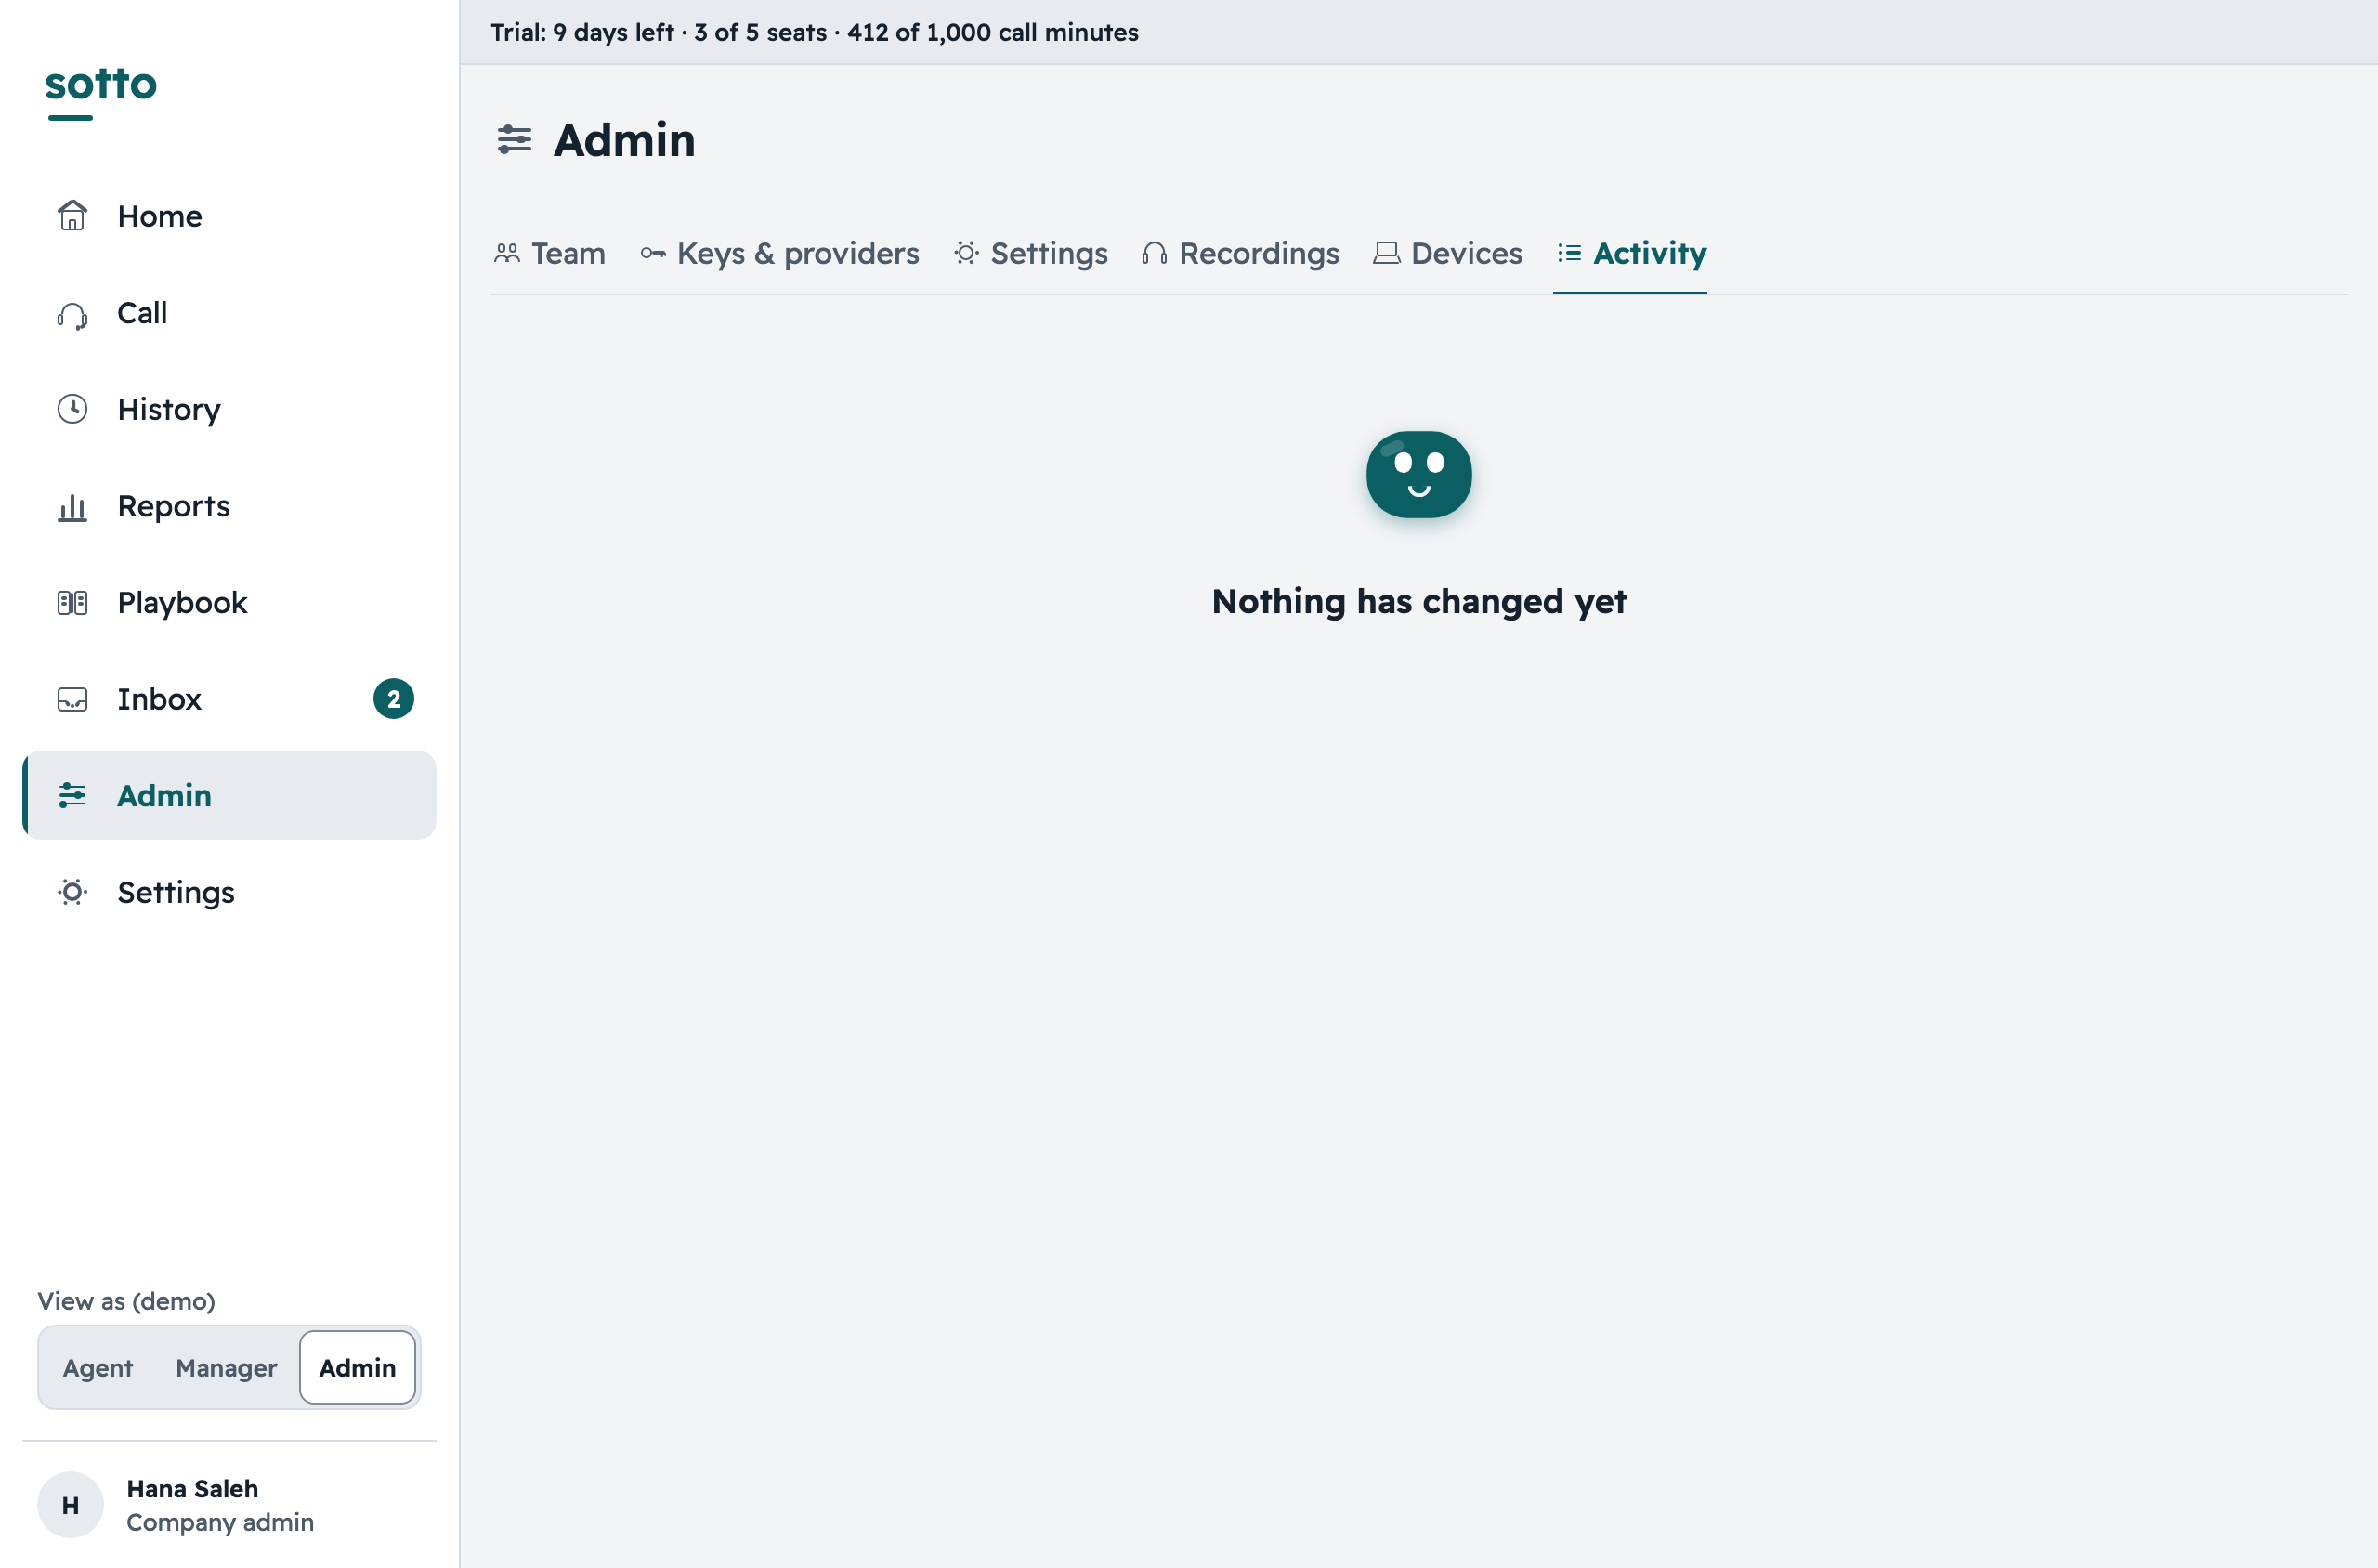 sotto
Home
Call
History
Reports
Playbook
Inbox 2
Admin
Settings
View as (demo)
Agent Manager Admin
H
Hana Saleh
Company admin
Trial: 9 days left · 3 of 5 seats · 412 of 1,000 call minutes
Admin
Team Keys & providers Settings Recordings Devices Activity
Nothing has changed yet